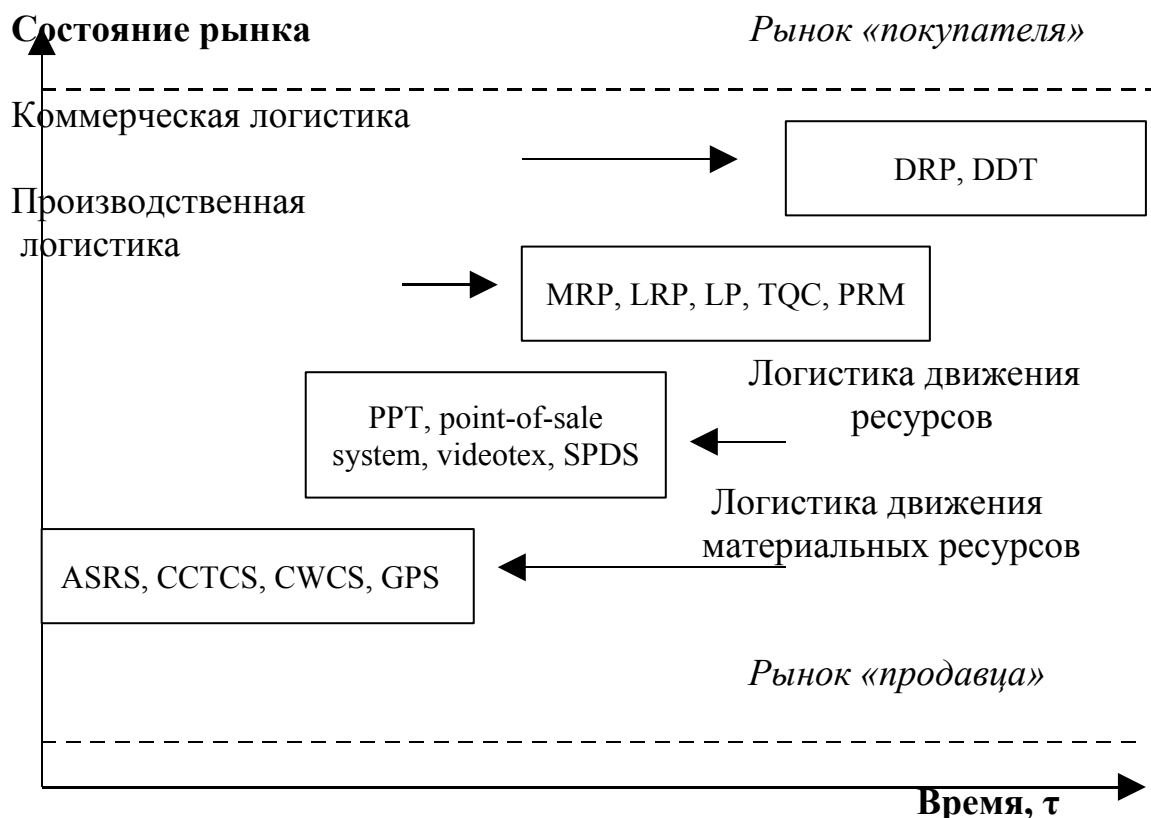 Состояние рынка
Рынок «покупателя»
Коммерческая логистика
DRP, DDT
Производственная
логистика
MRP, LRP, LP, TQC, PRM
Логистика движения
ресурсов
PPT, point-of-sale
system, videotex, SPDS
Логистика движения
материальных ресурсов
ASRS, CCTCS, CWCS, GPS
Рынок «продавца»
Время, τ